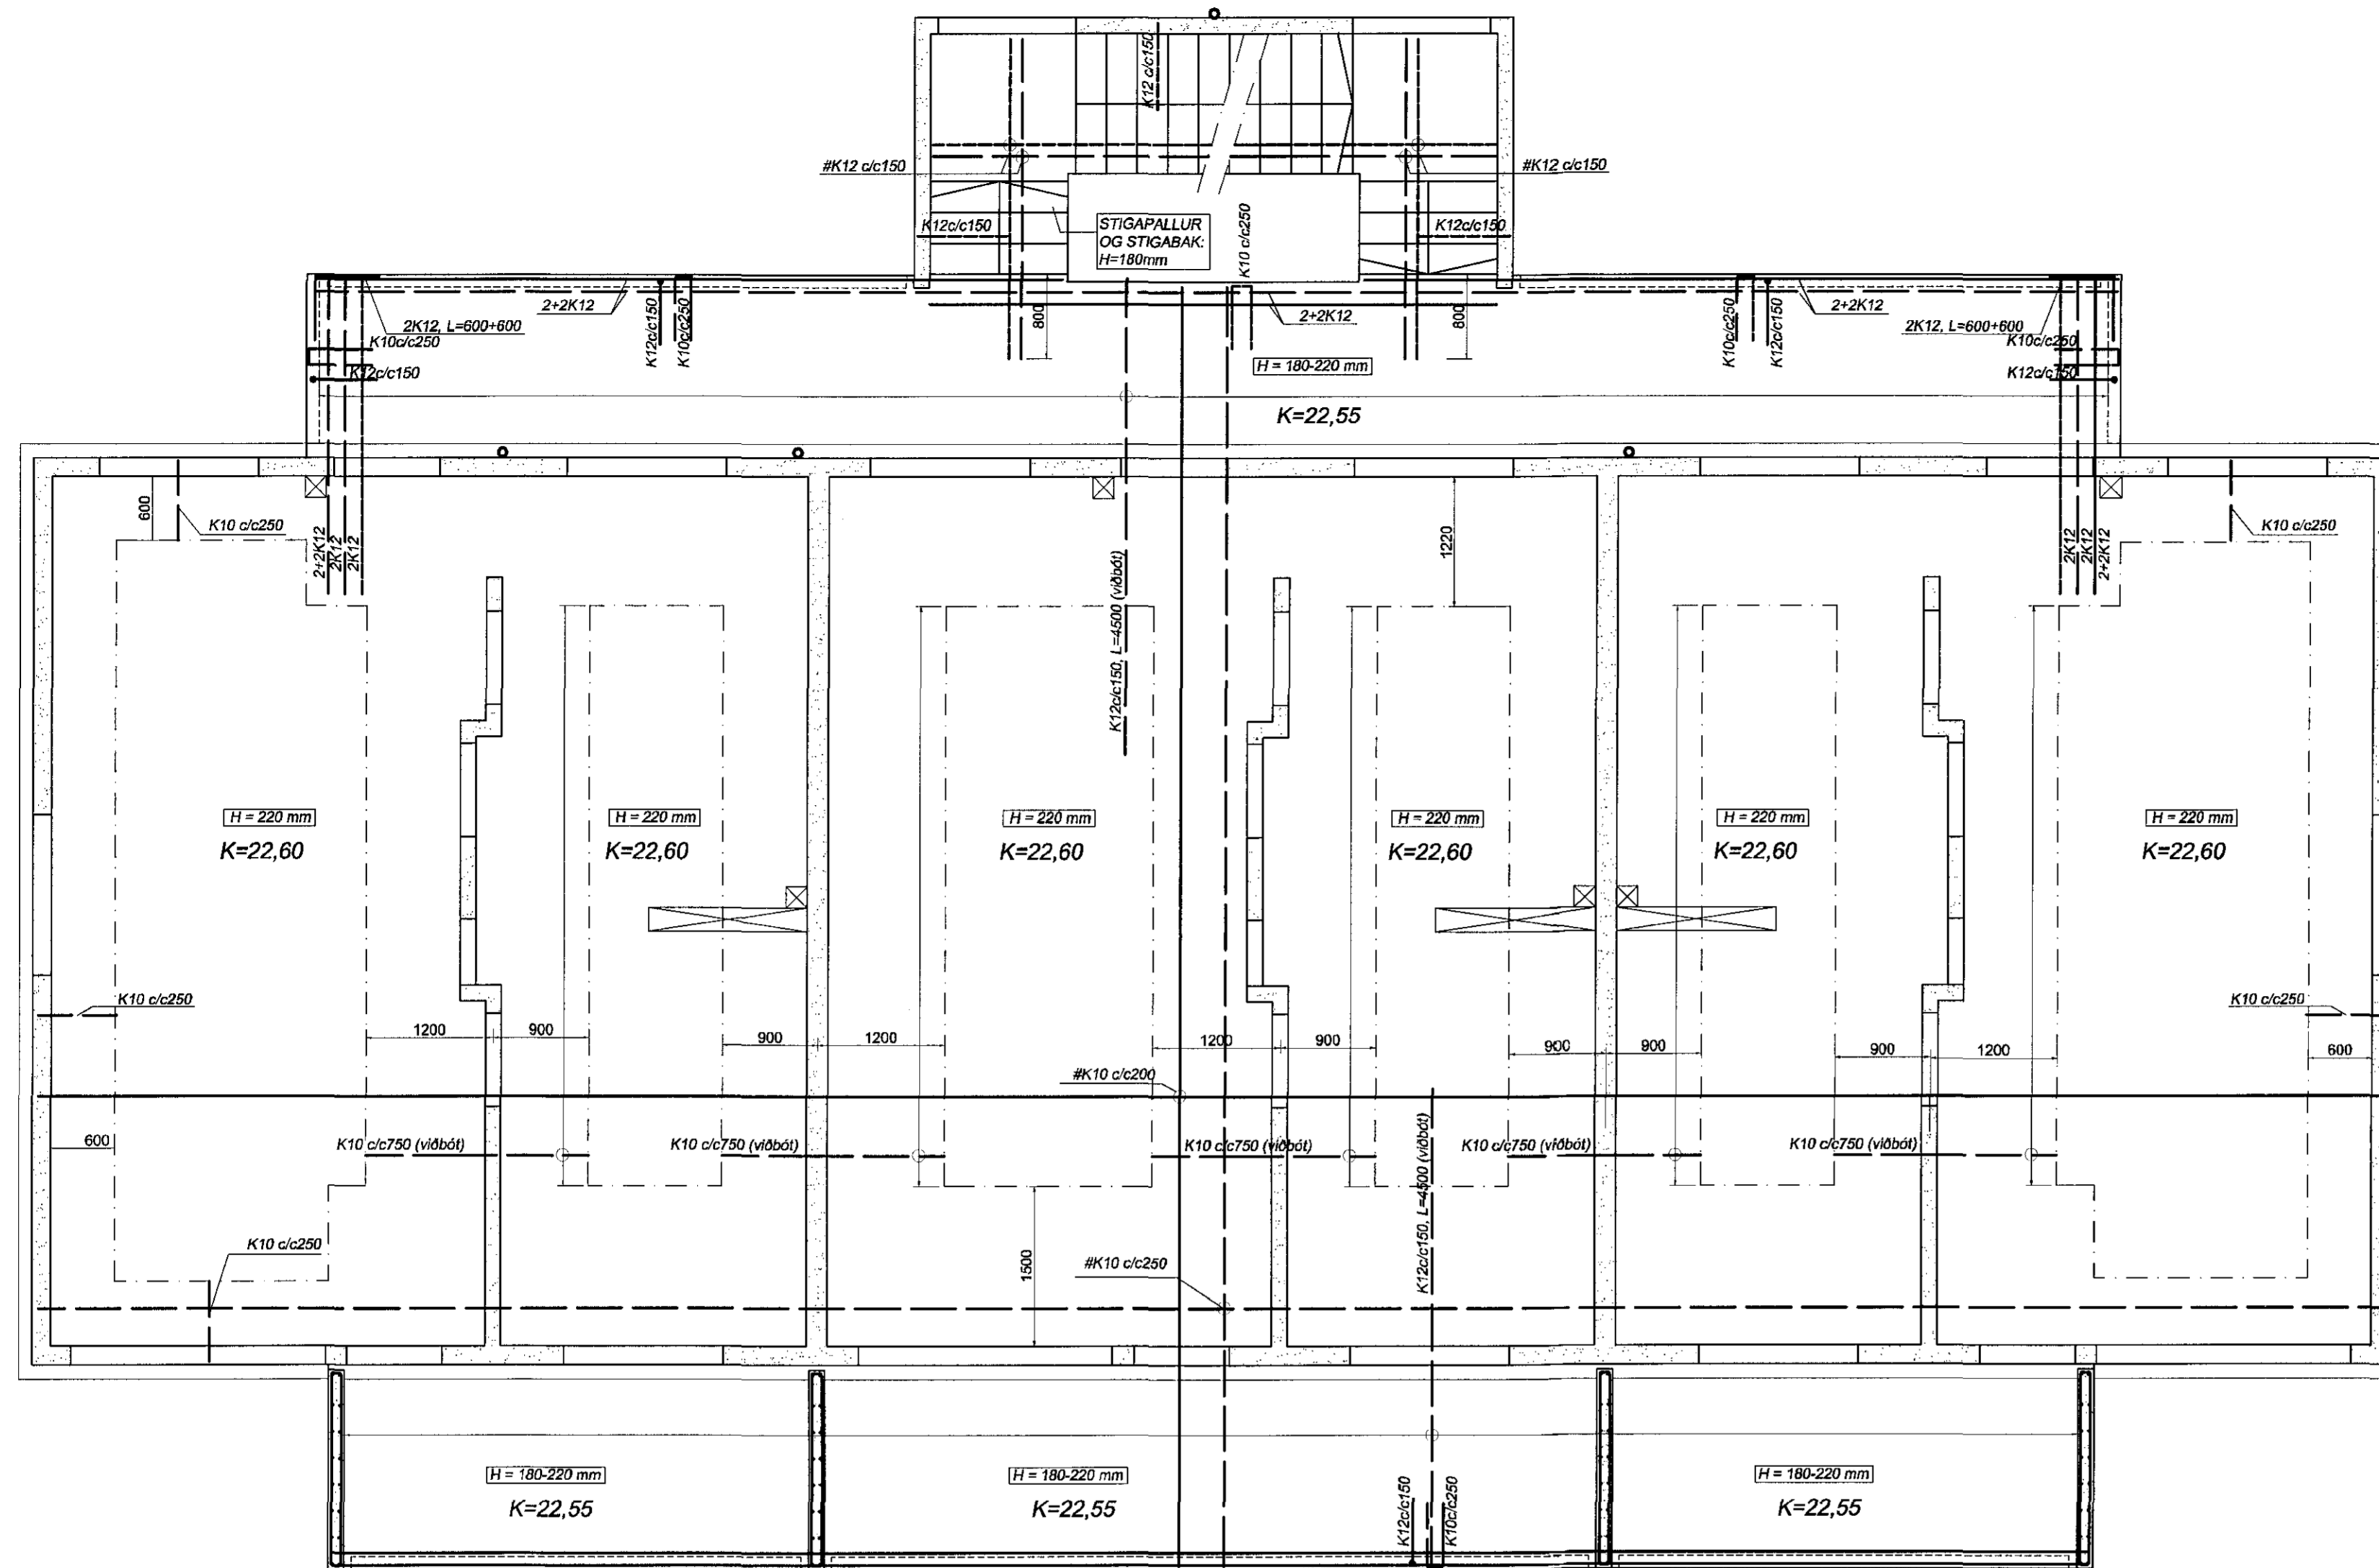 K12 c/c150
#K12 c/c150
#K12 c/c150
K12c/c150
STIGAPALLUR
OG STIGABAK:
H=180mm
K10 c/c250
K12c/c150
2+2K12
2K12, L=600+600
K12c/c150
K10c/c250
800
2+2K12
800
K10c/c250
K12c/c150
2+2K12
2K12, L=600+600
K10c/c250
K12c/c150
H = 180-220 mm
K=22,55
K10c/c250
K12c/c150
600
K10 c/c250
2+2K12
2K12
2K12
K12c/c150, L=4500 (viðbót)
1220
2K12
2K12
2+2K12
K10 c/c250
H = 220 mm
K=22,60
H = 220 mm
K=22,60
H = 220 mm
K=22,60
H = 220 mm
K=22,60
H = 220 mm
K=22,60
H = 220 mm
K=22,60
K10 c/c250
K10 c/c250
1200
900
900
1200
1200
900
900
900
900
1200
600
#K10 c/c200
600
K10 c/c750 (viðbót)
K10 c/c750 (viðbót)
K10 c/c750 (viðbót)
K10 c/c750 (viðbót)
K10 c/c750 (viðbót)
K12c/c150, L=4500 (viðbót)
K10 c/c250
1500
#K10 c/c250
H = 180-220 mm
K=22,55
H = 180-220 mm
K=22,55
K12c/c150
K10c/c250
H = 180-220 mm
K=22,55